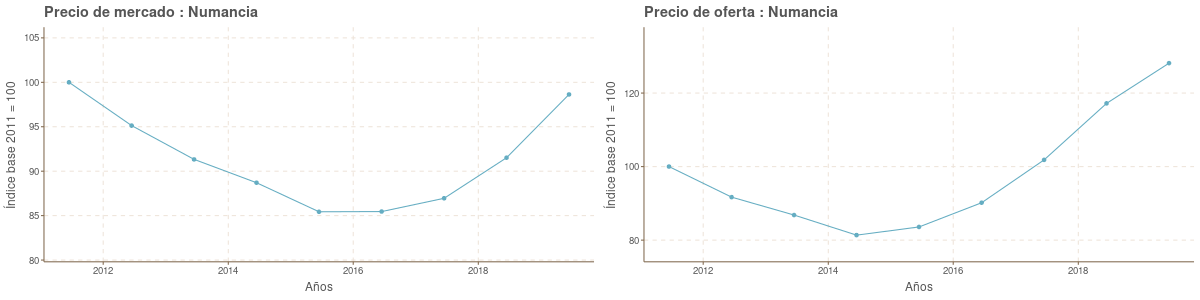 Precio de mercado : Numancia
Índice base 2011 = 100
105
100
95
90
85
80
2012
2014
2016
2018
Años
Precio de oferta : Numancia
Índice base 2011 = 100
120
100
80
2012
2014
2016
2018
Años